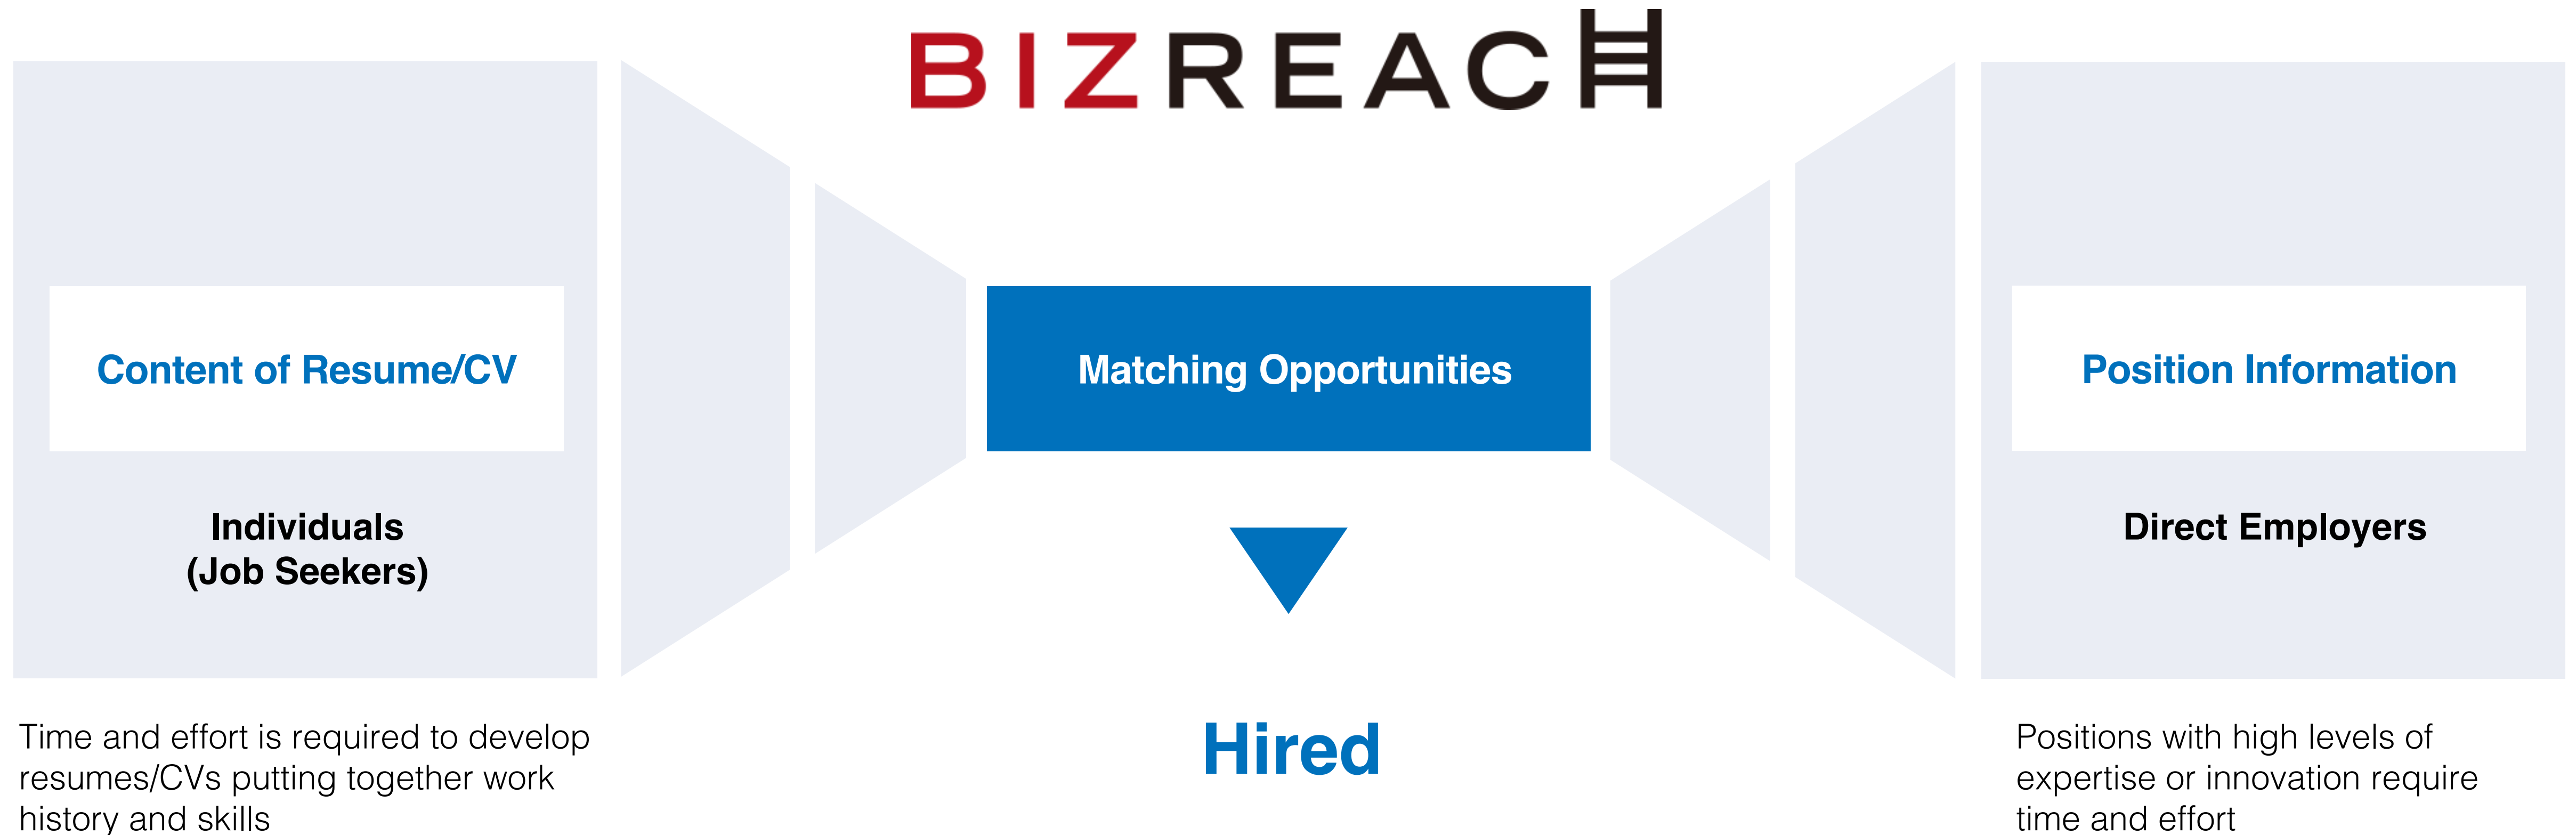 BIZREACH
Content of Resume/CV
Individuals
(Job Seekers)
Time and effort is required to develop
resumes/CVs putting together work
history and skills
Matching Opportunities
Hired
Position Information
Direct Employers
Positions with high levels of
expertise or innovation require
time and effort